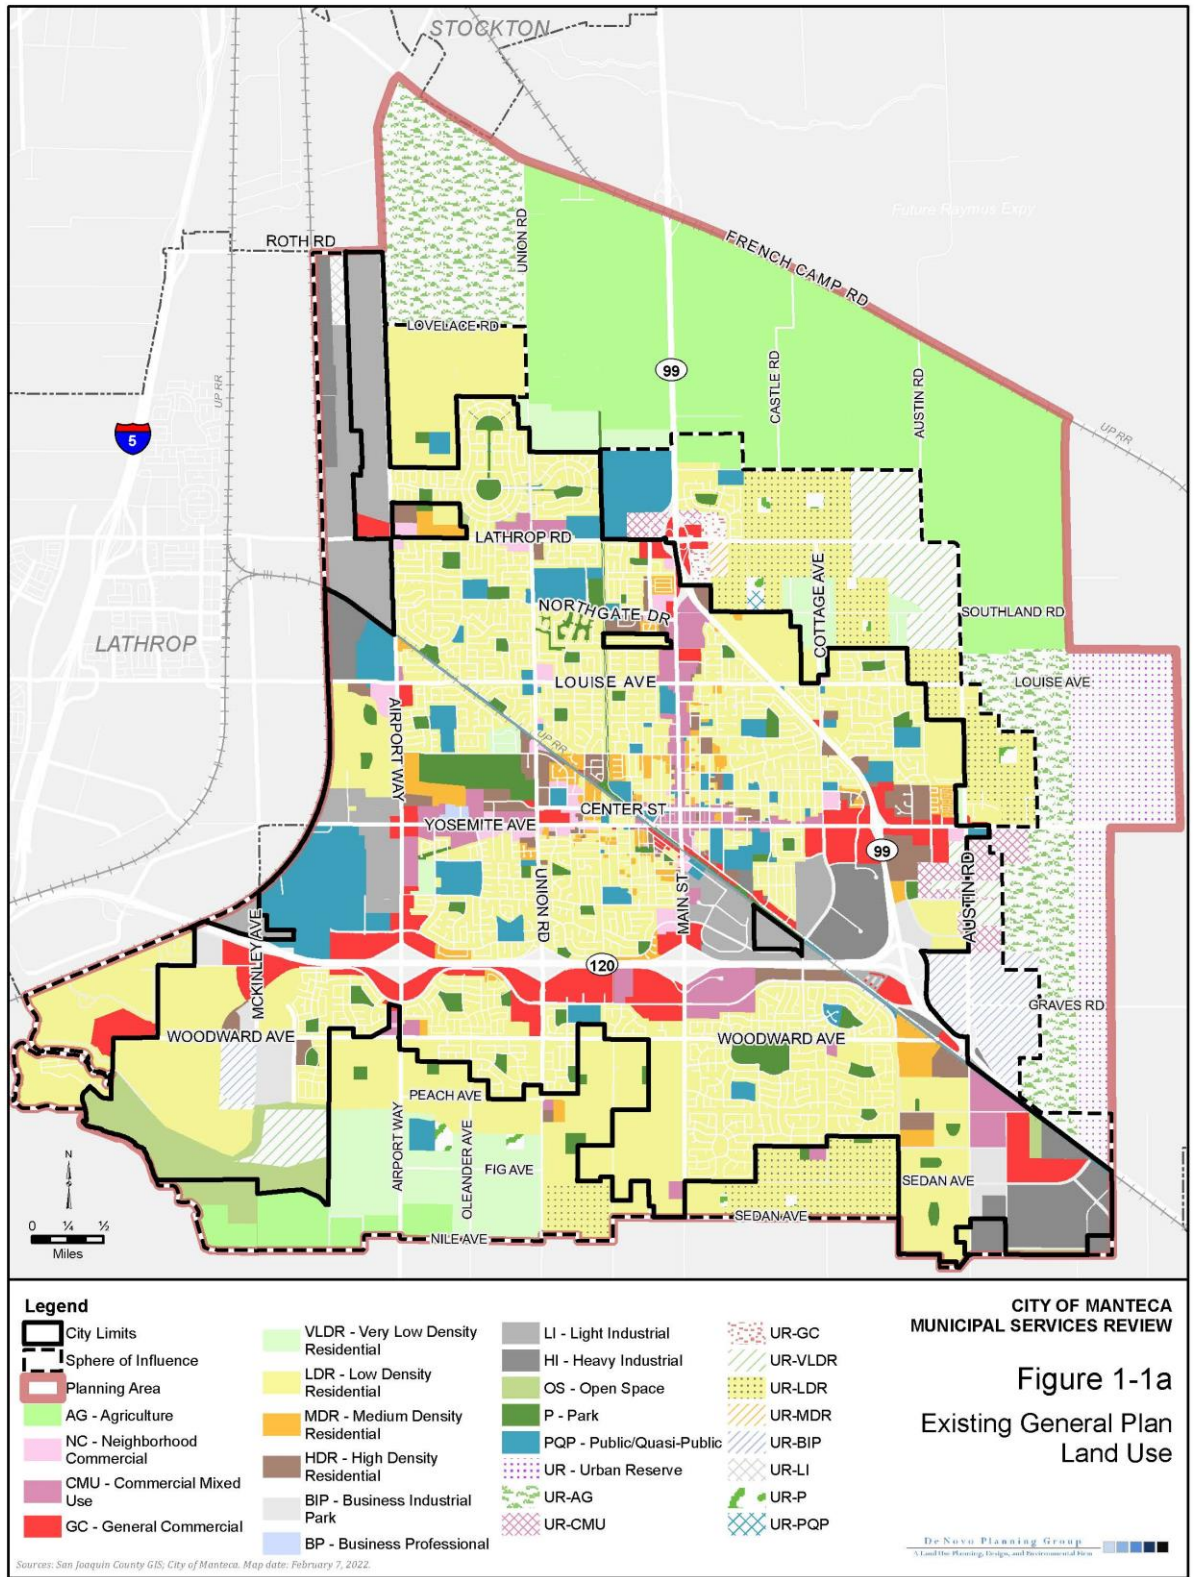 STOCKTON
Future Raymus Expy
ROTH RD
UNION RD
FRENCH CAMP RD
LOVELACE RD
99
CASTLE RD
AUSTIN RD
UP RR
UP RR
5
LATHROP RD
COTTAGE AVE
NORTHGATE DR
SOUTHLAND RD
LATHROP
LOUISE AVE
LOUISE AVE
AIRPORT WAY
UP RR
CENTER ST
YOSEMITE AVE
99
UNION RD
MAIN ST
AUSTIN RD
MCKINLEY AVE
120
GRAVES RD
WOODWARD AVE
WOODWARD AVE
PEACH AVE
AIRPORT WAY
OLEANDER AVE
FIG AVE
SEDAN AVE
SEDAN AVE
NILE AVE
N
0 ¼ ½
Miles
Legend
City Limits
Sphere of Influence
Planning Area
AG - Agriculture
NC - Neighborhood
Commercial
CMU - Commercial Mixed
Use
GC - General Commercial
VLDR - Very Low Density
Residential
LDR - Low Density
Residential
MDR - Medium Density
Residential
HDR - High Density
Residential
BIP - Business Industrial
Park
BP - Business Professional
LI - Light Industrial
HI - Heavy Industrial
OS - Open Space
P - Park
PQP - Public/Quasi-Public
UR - Urban Reserve
UR-AG
UR-CMU
UR-GC
UR-VLDR
UR-LDR
UR-MDR
UR-BIP
UR-LI
UR-P
UR-PQP
CITY OF MANTECA
MUNICIPAL SERVICES REVIEW
Figure 1-1a
Existing General Plan
Land Use
De Novo Planning Group
A Land Use Planning, Design, and Environmental Firm
Sources: San Joaquin County GIS; City of Manteca. Map date: February 7, 2022.